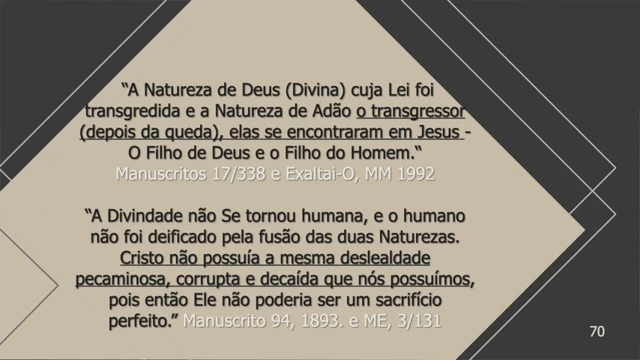 “A Natureza de Deus (Divina) cuja Lei foi
transgredida e a Natureza de Adão o transgressor
(depois da queda), elas se encontraram em Jesus -
O Filho de Deus e o Filho do Homem.“
Manuscritos 17/338 e Exaltai-O, MM 1992
“A Divindade não Se tornou humana, e o humano
não foi deificado pela fusão das duas Naturezas.
Cristo não possuía a mesma deslealdade
pecaminosa, corrupta e decaída que nós possuímos,
pois então Ele não poderia ser um sacrifício
perfeito.” Manuscrito 94, 1893. e ME, 3/131
70